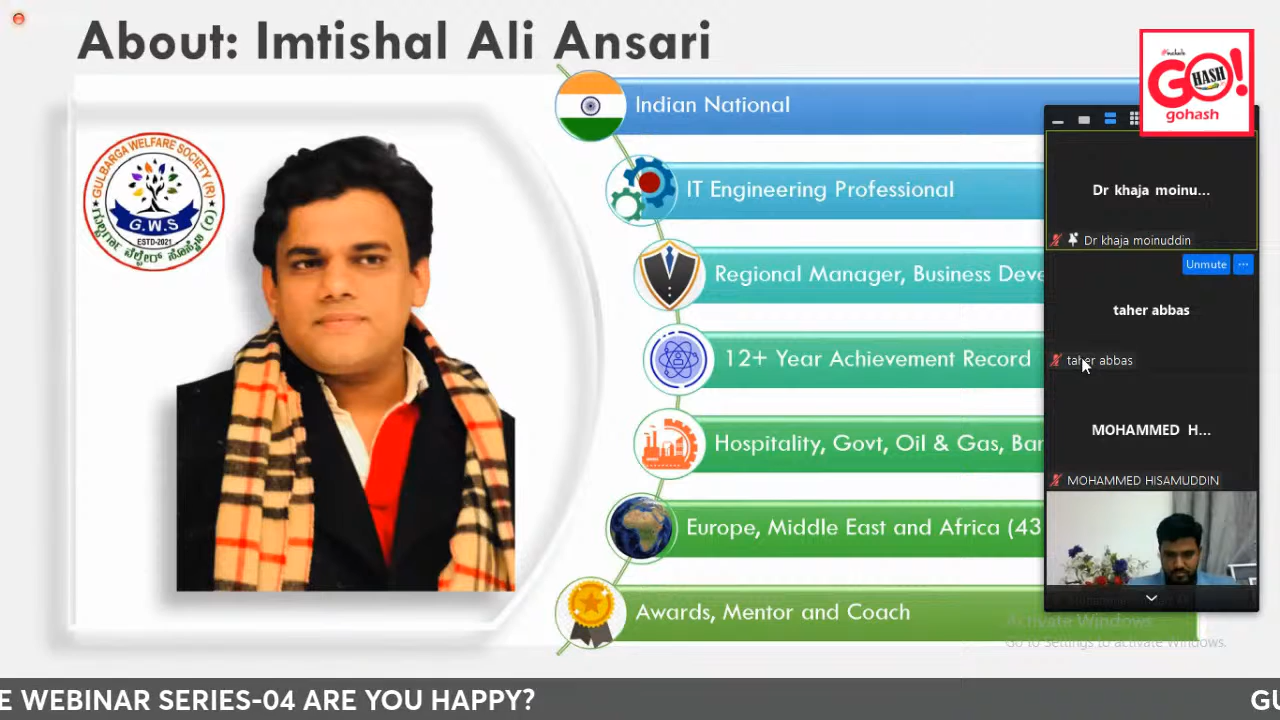 About: Imtishal Ali Ansari
GULBARGA WELFARE SOCIETY (R)
G.W.S
ESTD-2021
ಗುಲ್ಬರ್ಗಾ ವೆಲ್ಫೇರ್ ಸೊಸೈಟಿ (ರಿ)
Indian National
IT Engineering Professional
Regional Manager, Business Deve
12+ Year Achievement Record
Hospitality, Govt, Oil & Gas, Ban
Europe, Middle East and Africa (43
Awards, Mentor and Coach
GO!
HASH
gohash
Dr khaja moinu...
Dr khaja moinuddin
Unmute ...
taher abbas
taher abbas
MOHAMMED H...
MOHAMMED HISAMUDDIN
Activate Windows
Go to Settings to activate Windows.
E WEBINAR SERIES-04 ARE YOU HAPPY?
GU